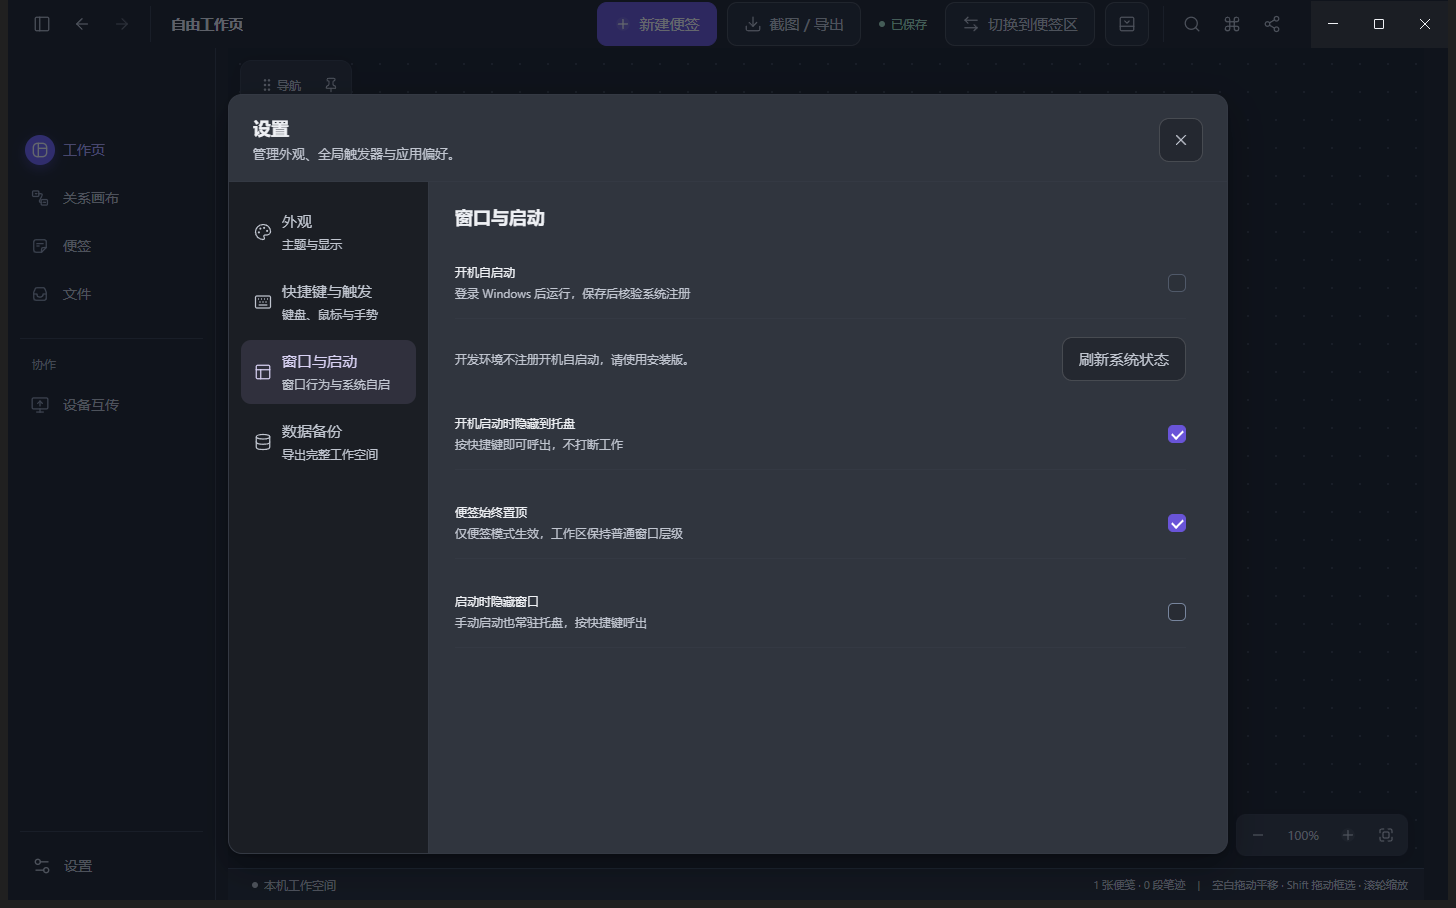 自由工作页
新建便签
截图 / 导出
已保存
切换到便签区
导航
工作页
关系画布
便签
文件
协作
设备互传
设置
设置
管理外观、全局触发器与应用偏好。
外观
主题与显示
快捷键与触发
键盘、鼠标与手势
窗口与启动
窗口行为与系统自启
数据备份
导出完整工作空间
窗口与启动
开机自启动
登录 Windows 后运行，保存后核验系统注册
开发环境不注册开机自启动，请使用安装版。
刷新系统状态
开机启动时隐藏到托盘
按快捷键即可呼出，不打断工作
便签始终置顶
仅便签模式生效，工作区保持普通窗口层级
启动时隐藏窗口
手动启动也常驻托盘，按快捷键呼出
100%
本机工作空间
1 张便笺 · 0 段笔迹 | 空白拖动平移 · Shift 拖动框选 · 滚轮缩放